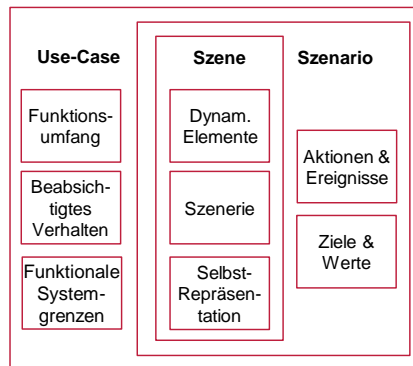 Use-Case
Szene
Szenario
Funktions-
umfang
Beabsich-
tigtes
Verhalten
Funktionale
System-
grenzen
Dynam.
Elemente
Szenerie
Selbst-
Repräsen-
tation
Aktionen &
Ereignisse
Ziele &
Werte